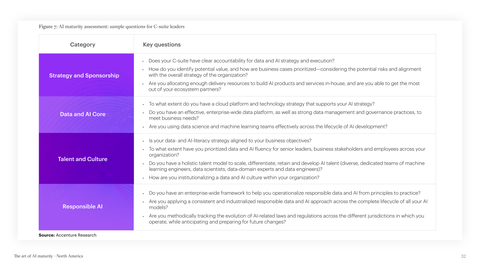 Figure 7: AI maturity assessment: sample questions for C-suite leaders
Category
Key questions
Strategy and Sponsorship
• Does your C-suite have clear accountability for data and AI strategy and execution?
• How do you identify potential value, and how are business cases prioritized—considering the potential risks and alignment
with the overall strategy of the organization?
• Are you allocating enough delivery resources to build AI products and services in-house, and are you able to get the most
out of your ecosystem partners?
Data and AI Core
• To what extent do you have a cloud platform and technology strategy that supports your AI strategy?
• Do you have an effective, enterprise-wide data platform, as well as strong data management and governance practices, to
meet business needs?
• Are you using data science and machine learning teams effectively across the lifecycle of AI development?
Talent and Culture
• Is your data- and AI-literacy strategy aligned to your business objectives?
• To what extent have you prioritized data and AI fluency for senior leaders, business stakeholders and employees across your
organization?
• Do you have a holistic talent model to scale, differentiate, retain and develop AI talent (diverse, dedicated teams of machine
learning engineers, data scientists, data-domain experts and data engineers)?
• How are you institutionalizing a data and AI culture within your organization?
Responsible AI
• Do you have an enterprise-wide framework to help you operationalize responsible data and AI from principles to practice?
• Are you applying a consistent and industrialized responsible data and AI approach across the complete lifecycle of all your AI
models?
• Are you methodically tracking the evolution of AI-related laws and regulations across the different jurisdictions in which you
operate, while anticipating and preparing for future changes?
Source: Accenture Research
The art of AI maturity - North America